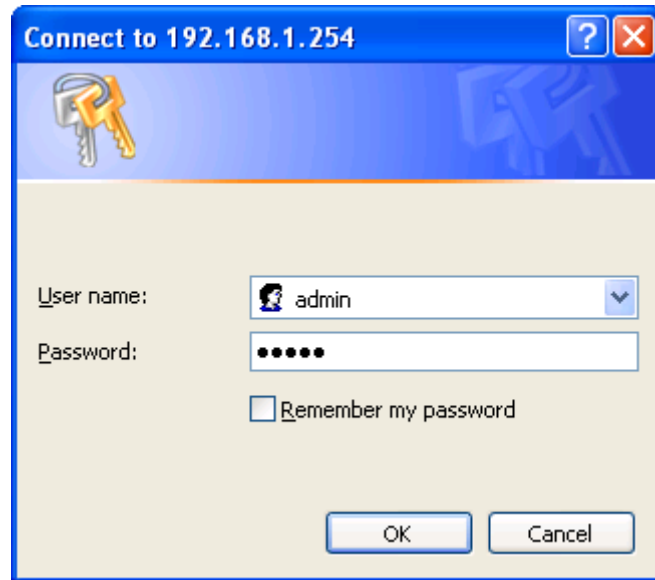 Connect to 192.168.1.254
User name:
admin
Password:
•••••
Remember my password
OK
Cancel